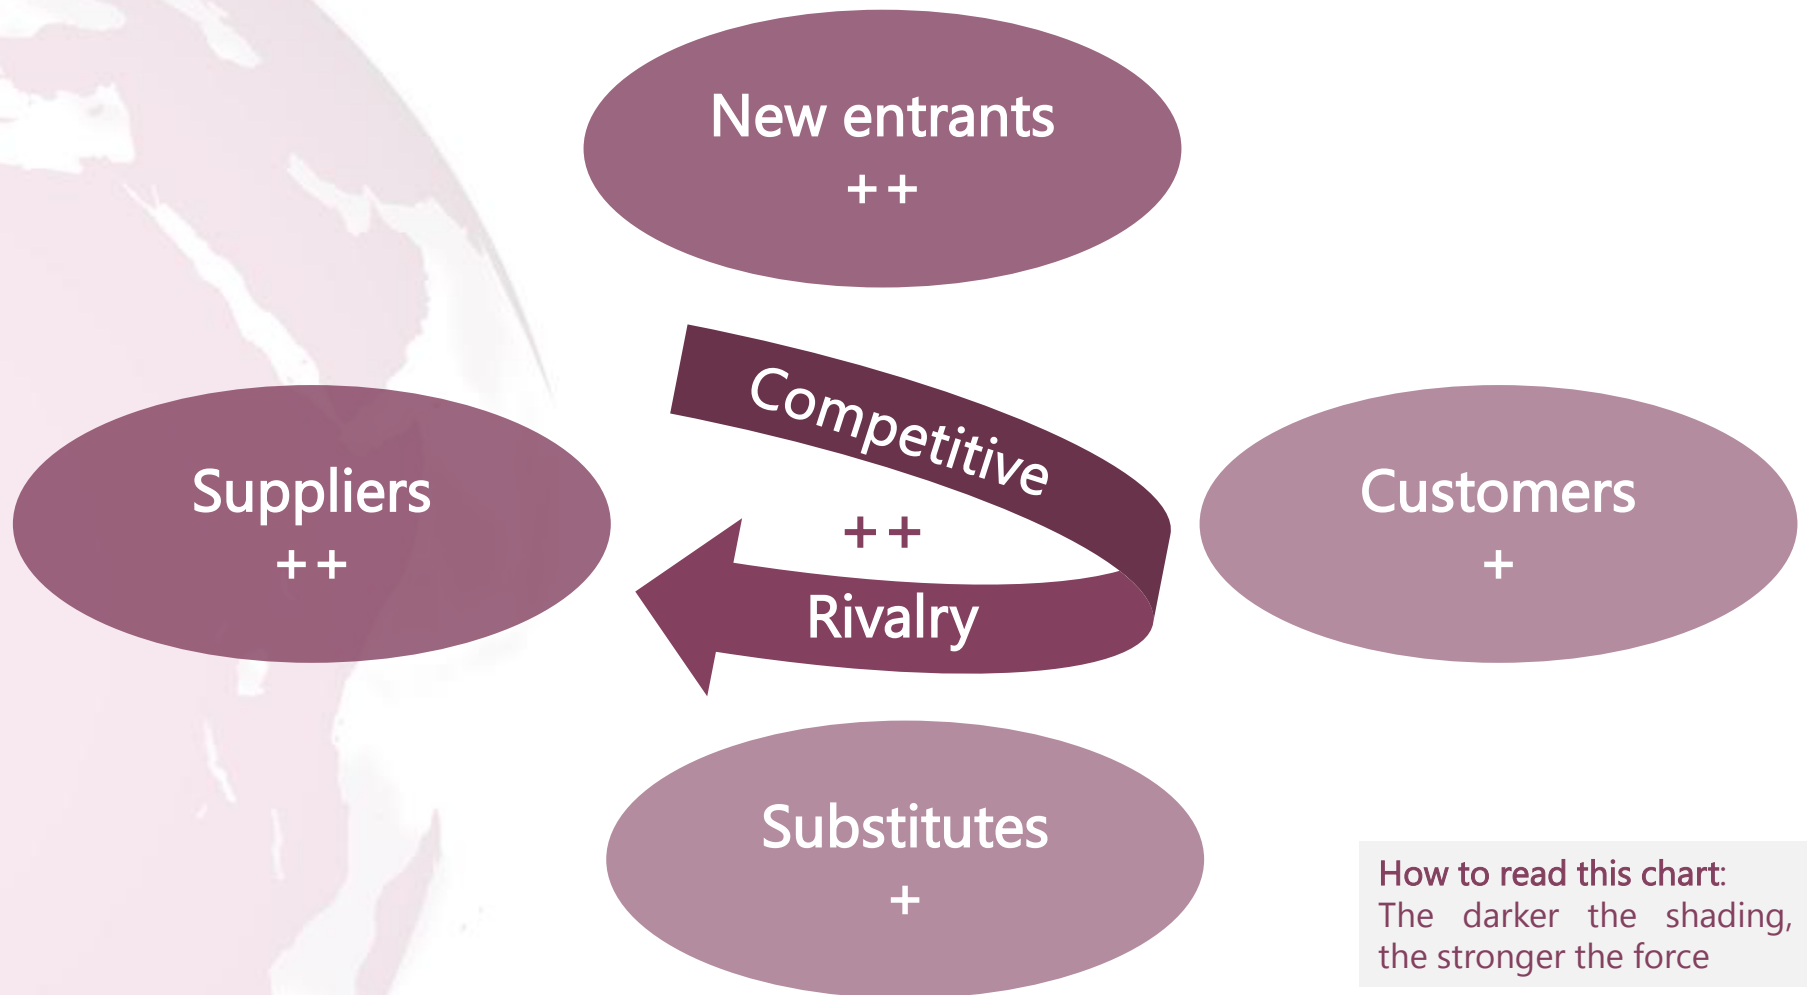 New entrants
++
Competitive
++
Rivalry
Suppliers
++
Customers
+
Substitutes
+
How to read this chart:
The darker the shading,
the stronger the force